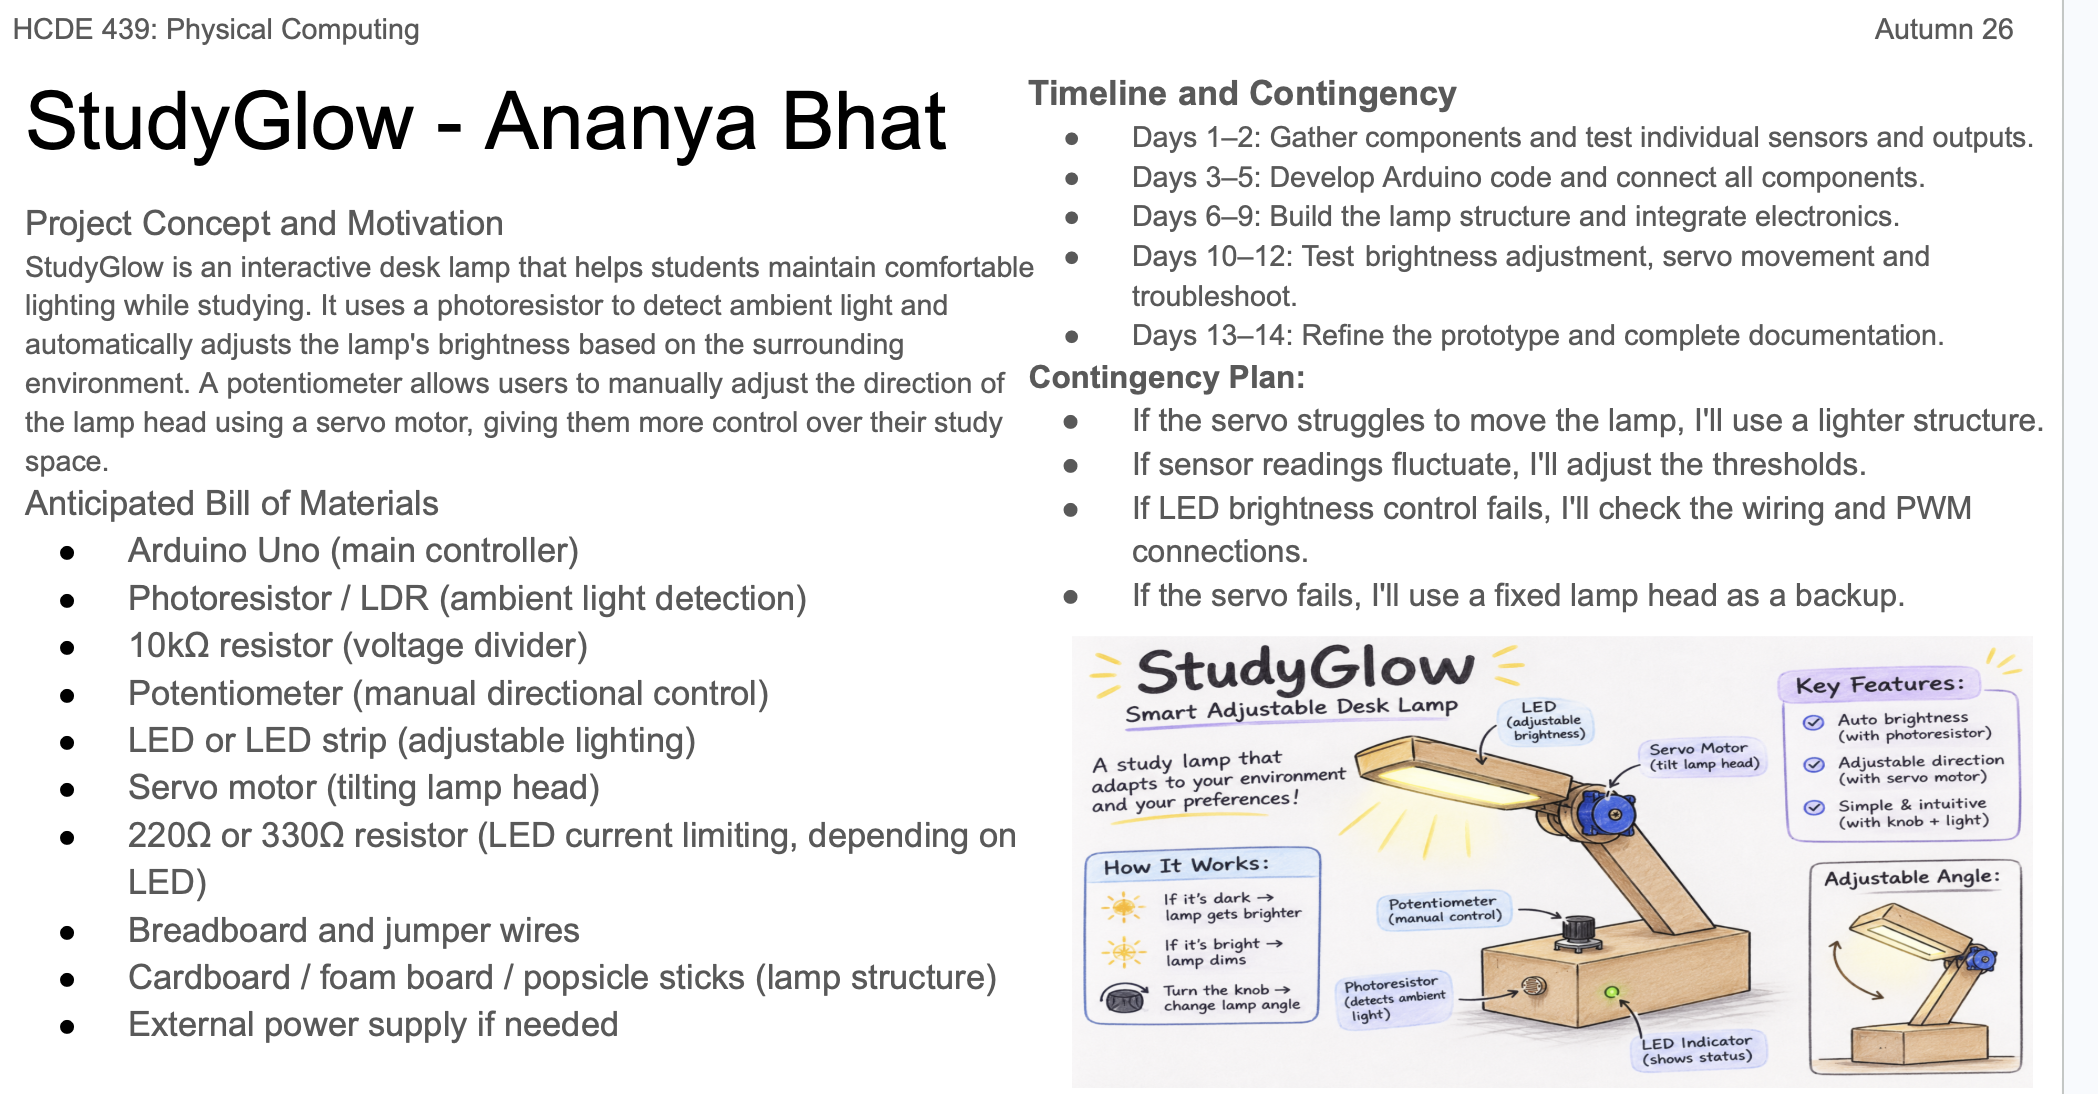 HCDE 439: Physical Computing
Autumn 26
StudyGlow - Ananya Bhat
Project Concept and Motivation
StudyGlow is an interactive desk lamp that helps students maintain comfortable
lighting while studying. It uses a photoresistor to detect ambient light and
automatically adjusts the lamp's brightness based on the surrounding
environment. A potentiometer allows users to manually adjust the direction of
the lamp head using a servo motor, giving them more control over their study
space.
Anticipated Bill of Materials
● Arduino Uno (main controller)
● Photoresistor / LDR (ambient light detection)
● 10kΩ resistor (voltage divider)
● Potentiometer (manual directional control)
● LED or LED strip (adjustable lighting)
● Servo motor (tilting lamp head)
● 220Ω or 330Ω resistor (LED current limiting, depending on
LED)
● Breadboard and jumper wires
● Cardboard / foam board / popsicle sticks (lamp structure)
● External power supply if needed
Timeline and Contingency
● Days 1–2: Gather components and test individual sensors and outputs.
● Days 3–5: Develop Arduino code and connect all components.
● Days 6–9: Build the lamp structure and integrate electronics.
● Days 10–12: Test brightness adjustment, servo movement and
troubleshoot.
● Days 13–14: Refine the prototype and complete documentation.
Contingency Plan:
● If the servo struggles to move the lamp, I'll use a lighter structure.
● If sensor readings fluctuate, I'll adjust the thresholds.
● If LED brightness control fails, I'll check the wiring and PWM
connections.
● If the servo fails, I'll use a fixed lamp head as a backup.
StudyGlow
Smart Adjustable Desk Lamp
A study lamp that
adapts to your environment
and your preferences!
How It Works:
If it's dark →
lamp gets brighter
If it's bright →
lamp dims
Turn the knob →
change lamp angle
LED
(adjustable
brightness)
Servo Motor
(tilt lamp head)
Potentiometer
(manual control)
Photoresistor
(detects ambient
light)
LED Indicator
(shows status)
Key Features:
Auto brightness
(with photoresistor)
Adjustable direction
(with servo motor)
Simple & intuitive
(with knob + light)
Adjustable Angle: